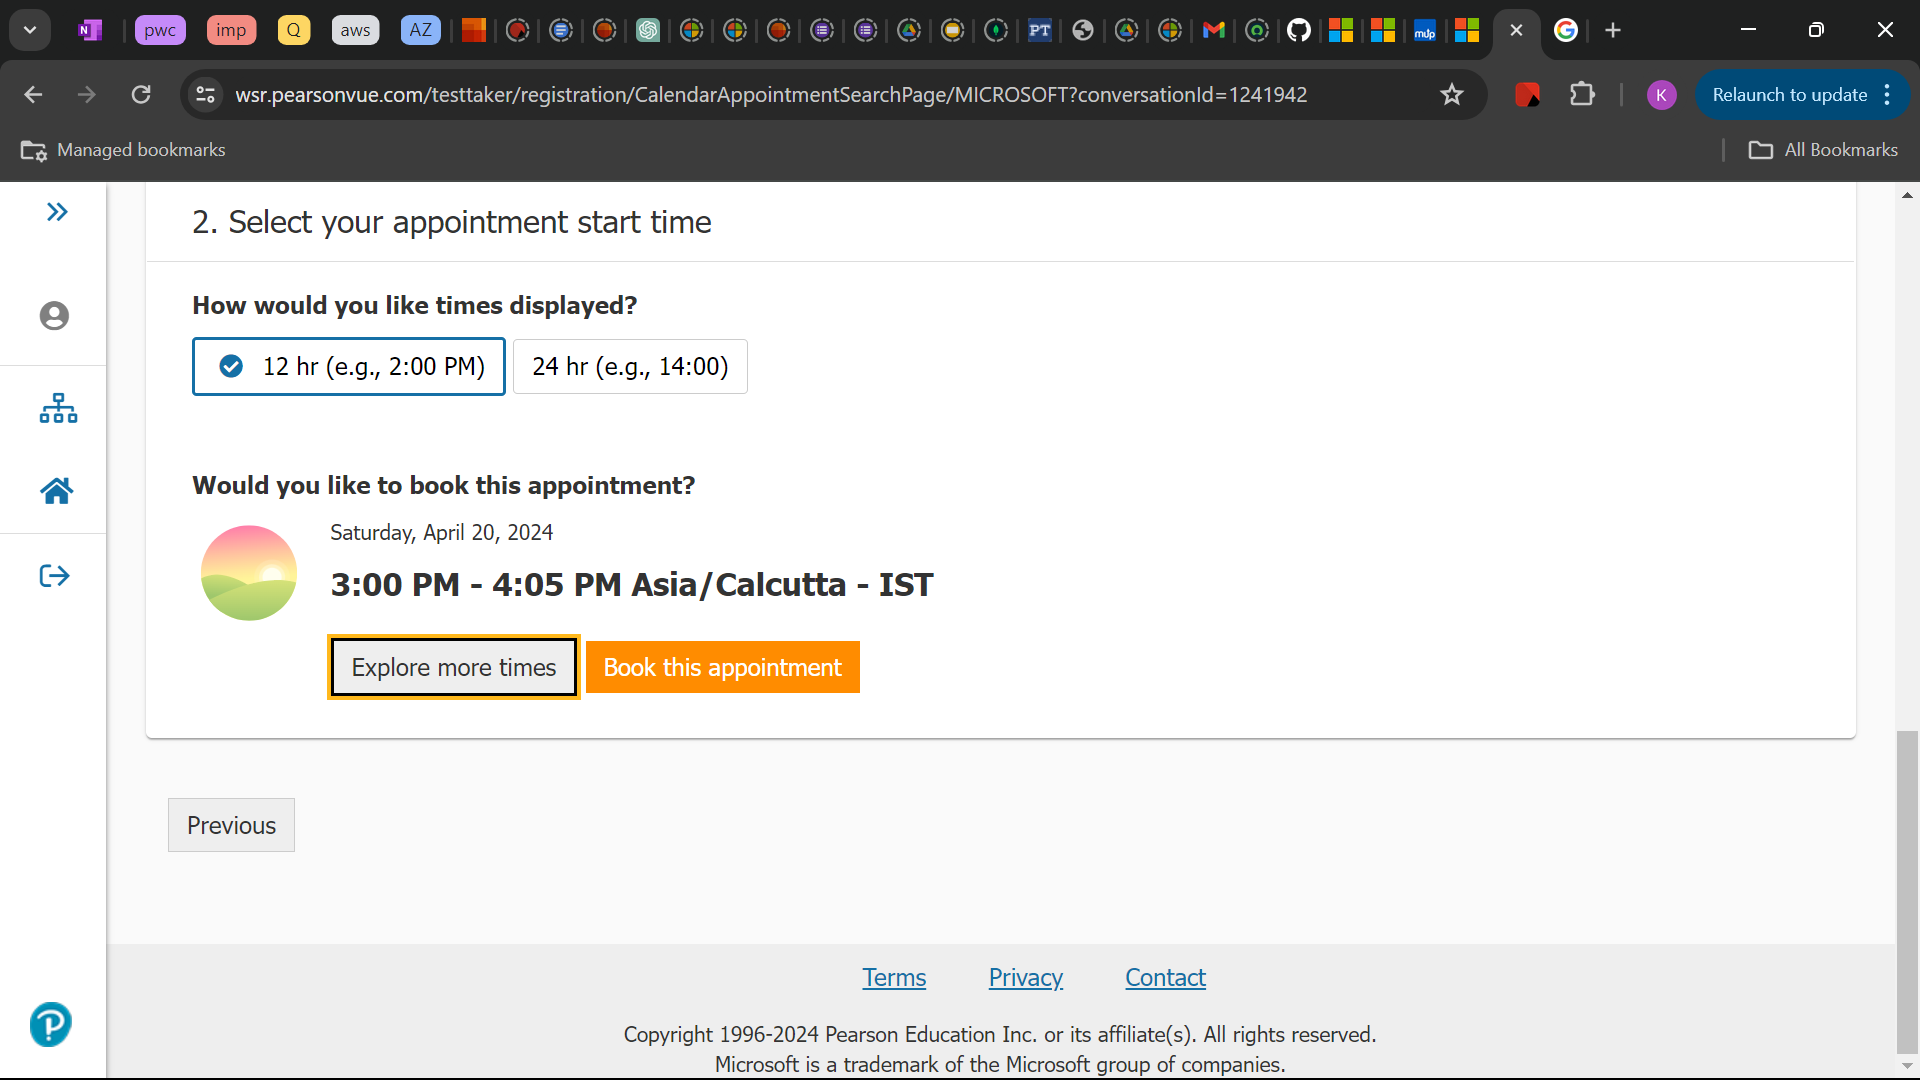 pwc
imp
Q
aws
AZ
PT
mdp
wsr.pearsonvue.com/testtaker/registration/CalendarAppointmentSearchPage/MICROSOFT?conversationId=1241942
K
Relaunch to update
Managed bookmarks
All Bookmarks
2. Select your appointment start time
How would you like times displayed?
12 hr (e.g., 2:00 PM)
24 hr (e.g., 14:00)
Would you like to book this appointment?
Saturday, April 20, 2024
3:00 PM - 4:05 PM Asia/Calcutta - IST
Explore more times
Book this appointment
Previous
Terms
Privacy
Contact
Copyright 1996-2024 Pearson Education Inc. or its affiliate(s). All rights reserved.
Microsoft is a trademark of the Microsoft group of companies.